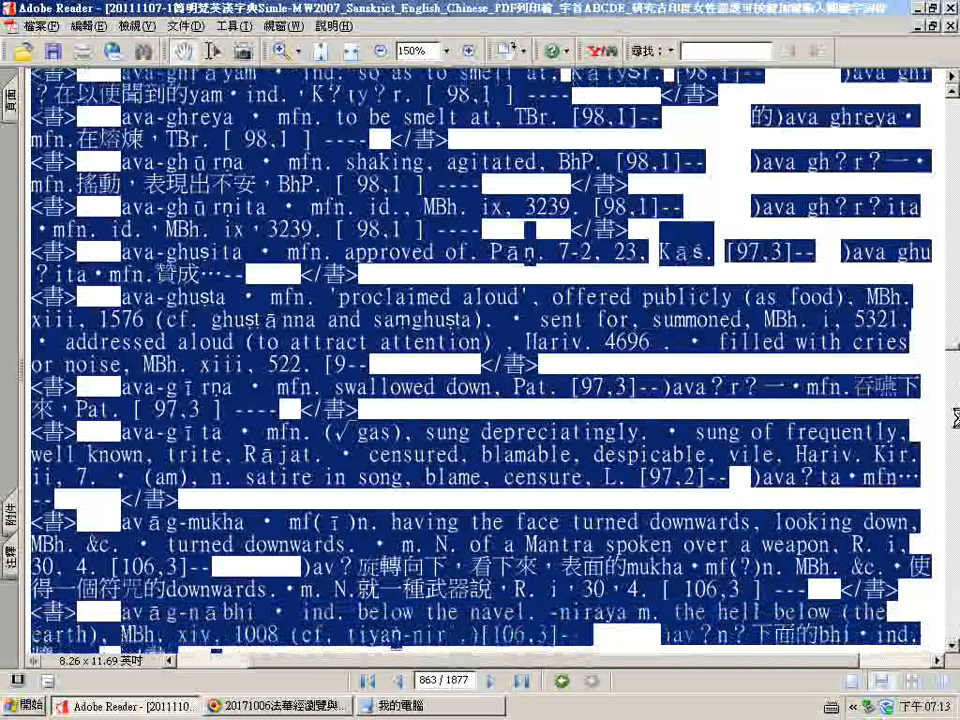 Adobe Reader - [20111107-1簡明梵英漢字典Simle-MW2007_Sanskrit_English_Chinese_PDF列印檔_字首ABCDE_研究古印度女性
檔案(F) 編輯(E) 檢視(V) 文件(D) 工具(T) 視窗(W) 說明(H)
150% 尋找：
頁面
<書> ava-ghrāyam • ind. so as to smell at, KātyŚr. [98,1]-- )ava ghr
？在以使聞到的yam•ind.，K？ty？r. [ 98,1 ] ---- </書>
<書> ava-ghreya • mfn. to be smelt at, TBr. [98,1]-- 的)ava ghreya•
mfn.在熔煉，TBr. [ 98,1 ] ---- </書>
<書> ava-ghūrṇa • mfn. shaking, agitated, BhP. [98,1]-- )ava gh？r？一•
mfn.搖動，表現出不安，BhP. [ 98,1 ] ---- </書>
<書> ava-ghūrṇita • mfn. id., MBh. ix, 3239. [98,1]-- )ava gh？r？ita
•mfn. id.，MBh. ix，3239. [ 98,1 ] ---- </書>
<書> ava-ghuṣita • mfn. approved of. Pāṇ. 7-2, 23, Kāś. [97,3]-- )ava ghu
？ita•mfn.贊成…-- </書>
<書> ava-ghuṣṭa • mfn. 'proclaimed aloud', offered publicly (as food), MBh.
xiii, 1576 (cf. ghuṣṭānna and saṃghuṣṭa). • sent for, summoned, MBh. i, 5321.
• addressed aloud (to attract attention) , Hariv. 4696 . • filled with cries
or noise, MBh. xiii, 522. [9-- </書>
<書> ava-gīrṇa • mfn. swallowed down, Pat. [97,3]--)ava？r？一•mfn.吞嚥下
來，Pat. [ 97,3 ] ---- </書>
<書> ava-gīta • mfn. (√gas), sung depreciatingly. • sung of frequently,
well known, trite, Rājat. • censured, blamable, despicable, vile, Hariv. Kir.
ii, 7. • (am), n. satire in song, blame, censure, L. [97,2]-- )ava？ta•mfn…
-- </書>
<書> avāg-mukha • mf(ī)n. having the face turned downwards, looking down,
MBh. &c. • turned downwards. • m. N. of a Mantra spoken over a weapon, R. i,
30, 4. [106,3]-- )av？旋轉向下，看下來，表面的mukha•mf(?)n. MBh. &c.•使
得一個符咒的downwards.•m. N.就一種武器說，R. i，30，4. [ 106,3 ] --- </書>
<書> avāg-nābhi • ind. below the navel. -niraya m. the hell below (the
earth), MBh. xiv, 1008 (cf. tiyaṇ-nir°.)[106,3]-- )av？n？下面的bhi•ind.
附件
注釋
8.26 x 11.69 英吋
863 / 1877
開始 Adobe Reader - [2011110... 20171006法華經瀏覽與... 我的電腦 下午 07:13